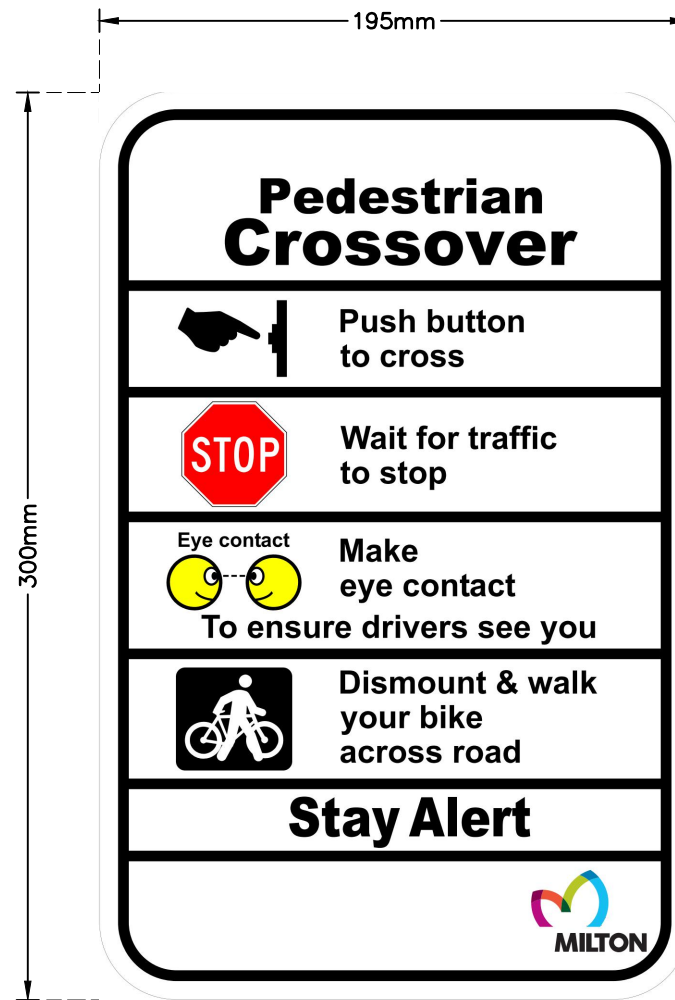 195mm
300mm
Pedestrian
Crossover
Push button
to cross
STOP
Wait for traffic
to stop
Eye contact
Make
eye contact
To ensure drivers see you
Dismount & walk
your bike
across road
Stay Alert
MILTON